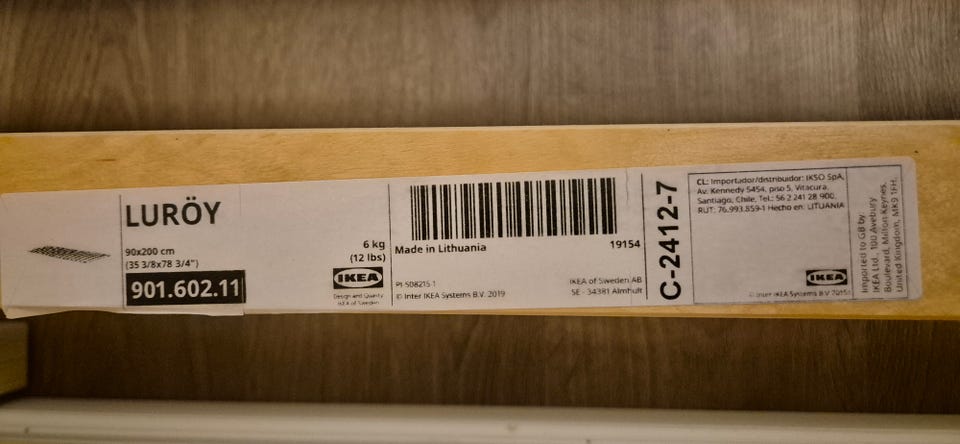 LURÖY
90x200 cm
(35 3/8x78 3/4")
901.602.11
6 kg
(12 lbs)
IKEA
Design and Quality
IKEA of Sweden
Made in Lithuania
19154
© Inter IKEA Systems B.V. 2019
IKEA of Sweden AB
SE - 34381 Älmhult
C-2412-7
CL: Importador/distribuidor: IKSO SpA,
Av. Kennedy 5454, piso 5, Vitacura,
Santiago, Chile, Tel.: 56 2 241 28 900,
RUT: 76.993.859-1 Hecho en: LITUANIA
IKEA
© Inter IKEA Systems B.V.
Imported to GB by
IKEA Ltd., 100 Avebury
Boulevard, Milton Keynes,
United Kingdom, MK9 1FH.